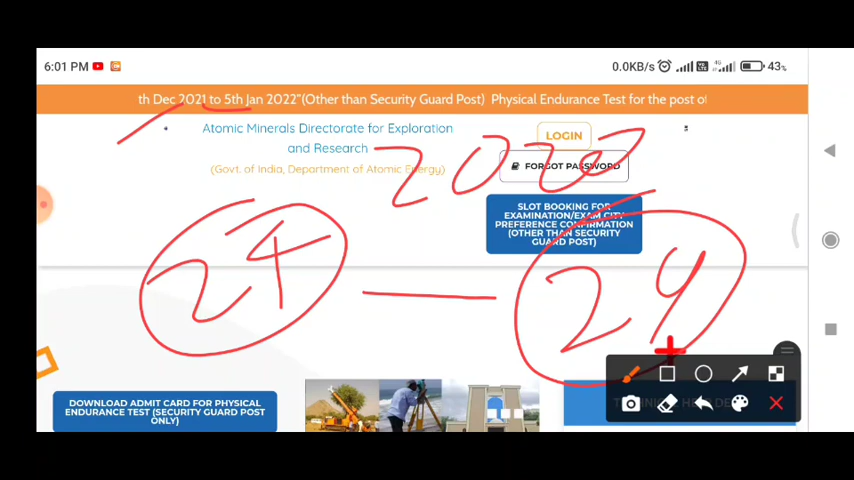 6:01 PM
0.0KB/s 4G 43%
th Dec 2021 to 5th Jan 2022"(Other than Security Guard Post) Physical Endurance Test for the post of
Atomic Minerals Directorate for Exploration
and Research
(Govt. of India, Department of Atomic Energy)
LOGIN
FORGOT PASSWORD
SLOT BOOKING FOR
EXAMINATION/EXAM CITY
PREFERENCE CONFIRMATION
(OTHER THAN SECURITY
GUARD POST)
202
24 — 29
DOWNLOAD ADMIT CARD FOR PHYSICAL
ENDURANCE TEST (SECURITY GUARD POST
ONLY)